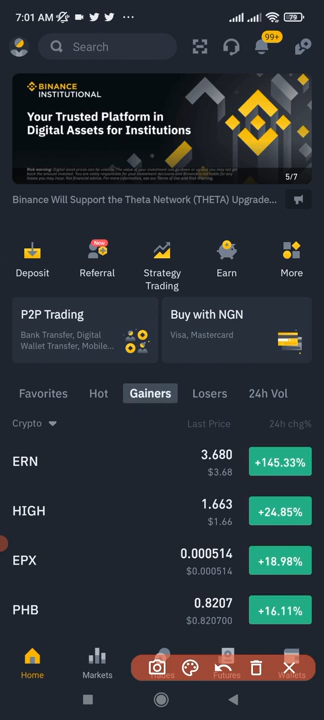 7:01 AM
79
Search
99+
BINANCE
INSTITUTIONAL
Your Trusted Platform in
Digital Assets for Institutions
5/7
Binance Will Support the Theta Network (THETA) Upgrade...
New
Deposit
Referral
Strategy
Trading
Earn
More
P2P Trading
Bank Transfer, Digital
Wallet Transfer, Mobile...
Buy with NGN
Visa, Mastercard
Favorites
Hot
Gainers
Losers
24h Vol
Crypto
Last Price
24h chg%
ERN
3.680
$3.68
+145.33%
HIGH
1.663
$1.66
+24.85%
EPX
0.000514
$0.000514
+18.98%
PHB
0.8207
$0.820700
+16.11%
Home
Markets
Trades
Futures
Wallets